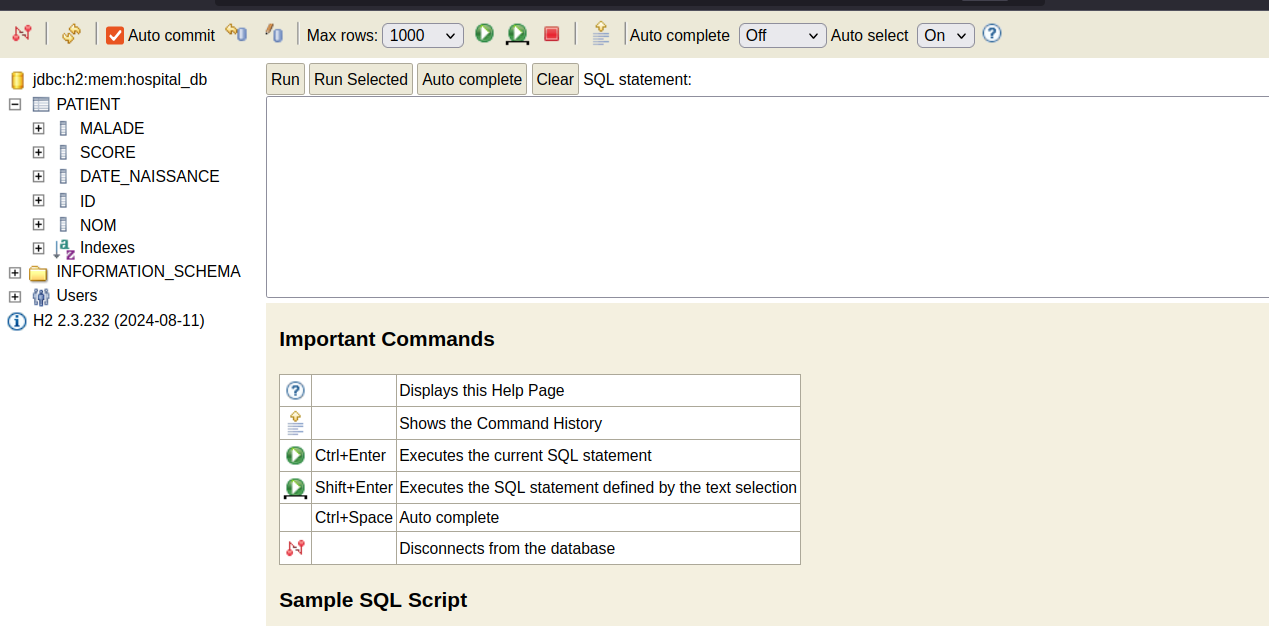 Auto commit Max rows: 1000 Auto complete Off Auto select On
jdbc:h2:mem:hospital_db
PATIENT
MALADE
SCORE
DATE_NAISSANCE
ID
NOM
Indexes
INFORMATION_SCHEMA
Users
H2 2.3.232 (2024-08-11)
Run Run Selected Auto complete Clear SQL statement:
Important Commands
Displays this Help Page
Shows the Command History
Ctrl+Enter Executes the current SQL statement
Shift+Enter Executes the SQL statement defined by the text selection
Ctrl+Space Auto complete
Disconnects from the database
Sample SQL Script